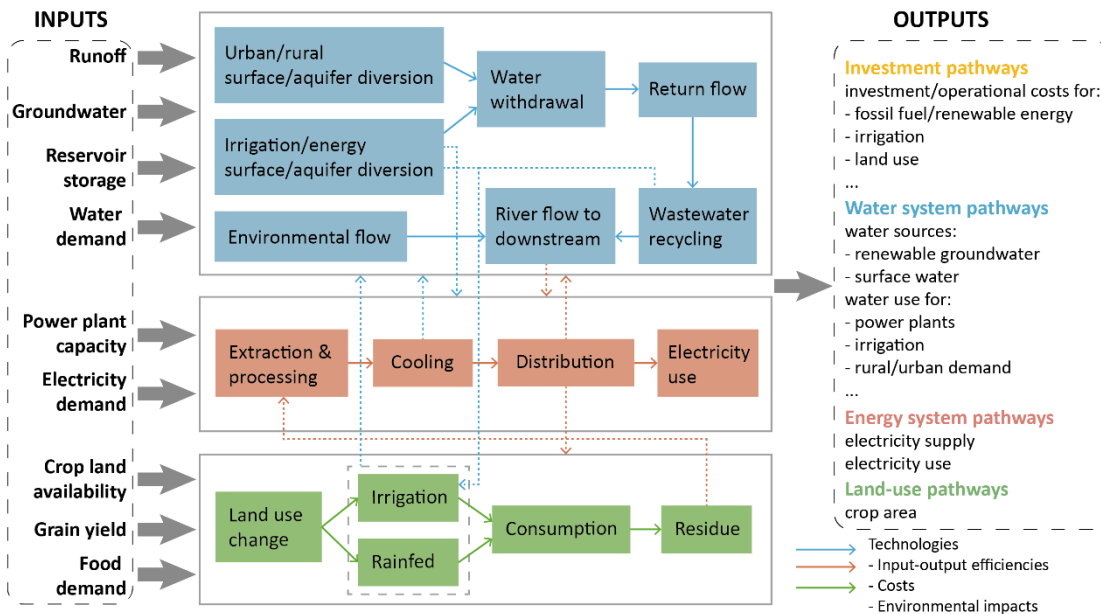 INPUTS
Runoff
Groundwater
Reservoir
storage
Water
demand
Power plant
capacity
Electricity
demand
Crop land
availability
Grain yield
Food
demand
Urban/rural
surface/aquifer diversion
Water
withdrawal
Return flow
Irrigation/energy
surface/aquifer diversion
Environmental flow
River flow to
downstream
Wastewater
recycling
Extraction &
processing
Cooling
Distribution
Electricity
use
Land use
change
Irrigation
Rainfed
Consumption
Residue
OUTPUTS
Investment pathways
investment/operational costs for:
- fossil fuel/renewable energy
- irrigation
- land use
...
Water system pathways
water sources:
- renewable groundwater
- surface water
water use for:
- power plants
- irrigation
- rural/urban demand
...
Energy system pathways
electricity supply
electricity use
Land-use pathways
crop area
Technologies
- Input-output efficiencies
- Costs
- Environmental impacts